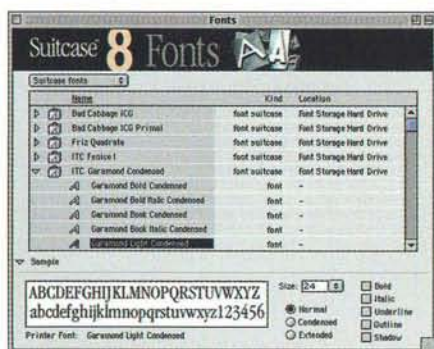 Fonts
Suitcase 8 Fonts
Suitcase fonts
Name Kind Location
Bad Cabbage ICG font suitcase Font Storage Hard Drive
Bad Cabbage ICG Primal font suitcase Font Storage Hard Drive
Friz Quadrata font suitcase Font Storage Hard Drive
ITC Fenice 1 font suitcase Font Storage Hard Drive
ITC Garamond Condensed font suitcase Font Storage Hard Drive
Garamond Bold Condensed font -
Garamond Bold Italic Condensed font -
Garamond Book Condensed font -
Garamond Book Italic Condensed font -
Garamond Light Condensed font -
Sample
ABCDEFGHIJKLMNOPQRSTUVWXYZ
abcdefghijklmnopqrstuvwxyz123456
Printer Font: Garamond Light Condensed
Size: 24
Normal
Condensed
Extended
Bold
Italic
Underline
Outline
Shadow